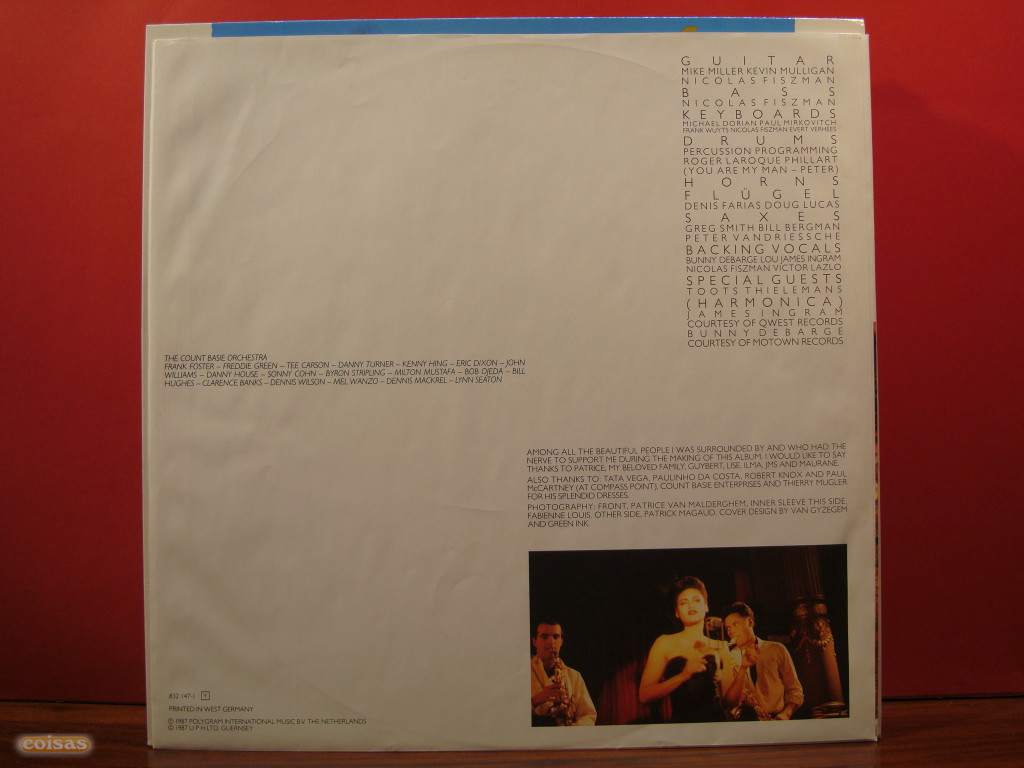 GUITAR
MIKE MILLER KEVIN MULLIGAN
NICOLAS FISZMAN
BASS
NICOLAS FISZMAN
KEYBOARDS
MICHAEL DORIAN PAUL MIRKOVITCH
FRANK WUYTS NICOLAS FISZMAN EVERT VERHEES
DRUMS
PERCUSSION PROGRAMMING
ROGER LAROQUE PHILLART
(YOU ARE MY MAN – PETER)
HORNS
FLÜGEL
DENIS FARIAS DOUG LUCAS
SAXES
GREG SMITH BILL BERGMAN
PETER VANDRIESSCHE
BACKING VOCALS
BUNNY DEBARGE LOU JAMES INGRAM
NICOLAS FISZMAN VICTOR LAZLO
SPECIAL GUESTS
TOOTS THIELEMANS
(HARMONICA)
JAMES INGRAM
COURTESY OF QWEST RECORDS
BUNNY DEBARGE
COURTESY OF MOTOWN RECORDS
THE COUNT BASIE ORCHESTRA
FRANK FOSTER – FREDDIE GREEN – TEE CARSON – DANNY TURNER – KENNY HING – ERIC DIXON – JOHN
WILLIAMS – DANNY HOUSE – SONNY COHN – BYRON STRIPLING – MILTON MUSTAFA – BOB OJEDA – BILL
HUGHES – CLARENCE BANKS – DENNIS WILSON – MEL WANZO – DENNIS MACKREL – LYNN SEATON
AMONG ALL THE BEAUTIFUL PEOPLE I WAS SURROUNDED BY AND WHO HAD THE
NERVE TO SUPPORT ME DURING THE MAKING OF THIS ALBUM, I WOULD LIKE TO SAY
THANKS TO PATRICE, MY BELOVED FAMILY, GUYBERT, LISE, ILMA, JMS AND MAURANE.
ALSO THANKS TO: TATA VEGA, PAULINHO DA COSTA, ROBERT KNOX AND PAUL
McCARTNEY (AT COMPASS POINT), COUNT BASIE ENTERPRISES AND THIERRY MUGLER
FOR HIS SPLENDID DRESSES.
PHOTOGRAPHY: FRONT, PATRICE VAN MALDERGHEM, INNER SLEEVE THIS SIDE,
FABIENNE LOUIS. OTHER SIDE, PATRICK MAGAUD. COVER DESIGN BY VAN GYZEGEM
AND GREEN INK.
832 147-1 Y
PRINTED IN WEST GERMANY
Ⓟ 1987 POLYGRAM INTERNATIONAL MUSIC B.V. THE NETHERLANDS
© 1987 U P H LTD. GUERNSEY
coisas